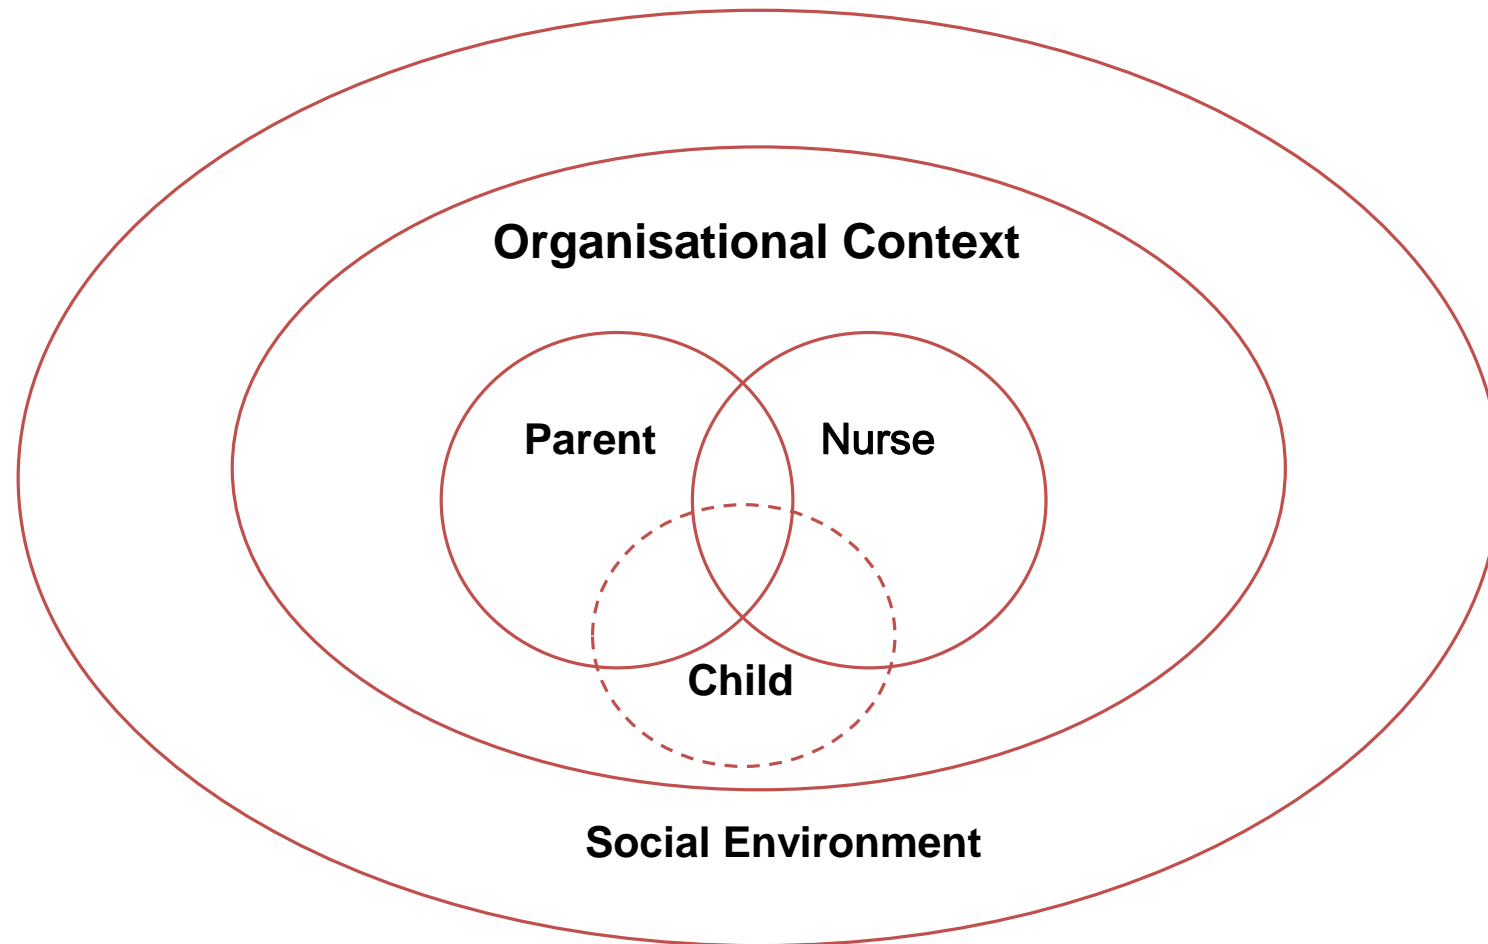 Organisational Context
Parent
Nurse
Child
Social Environment